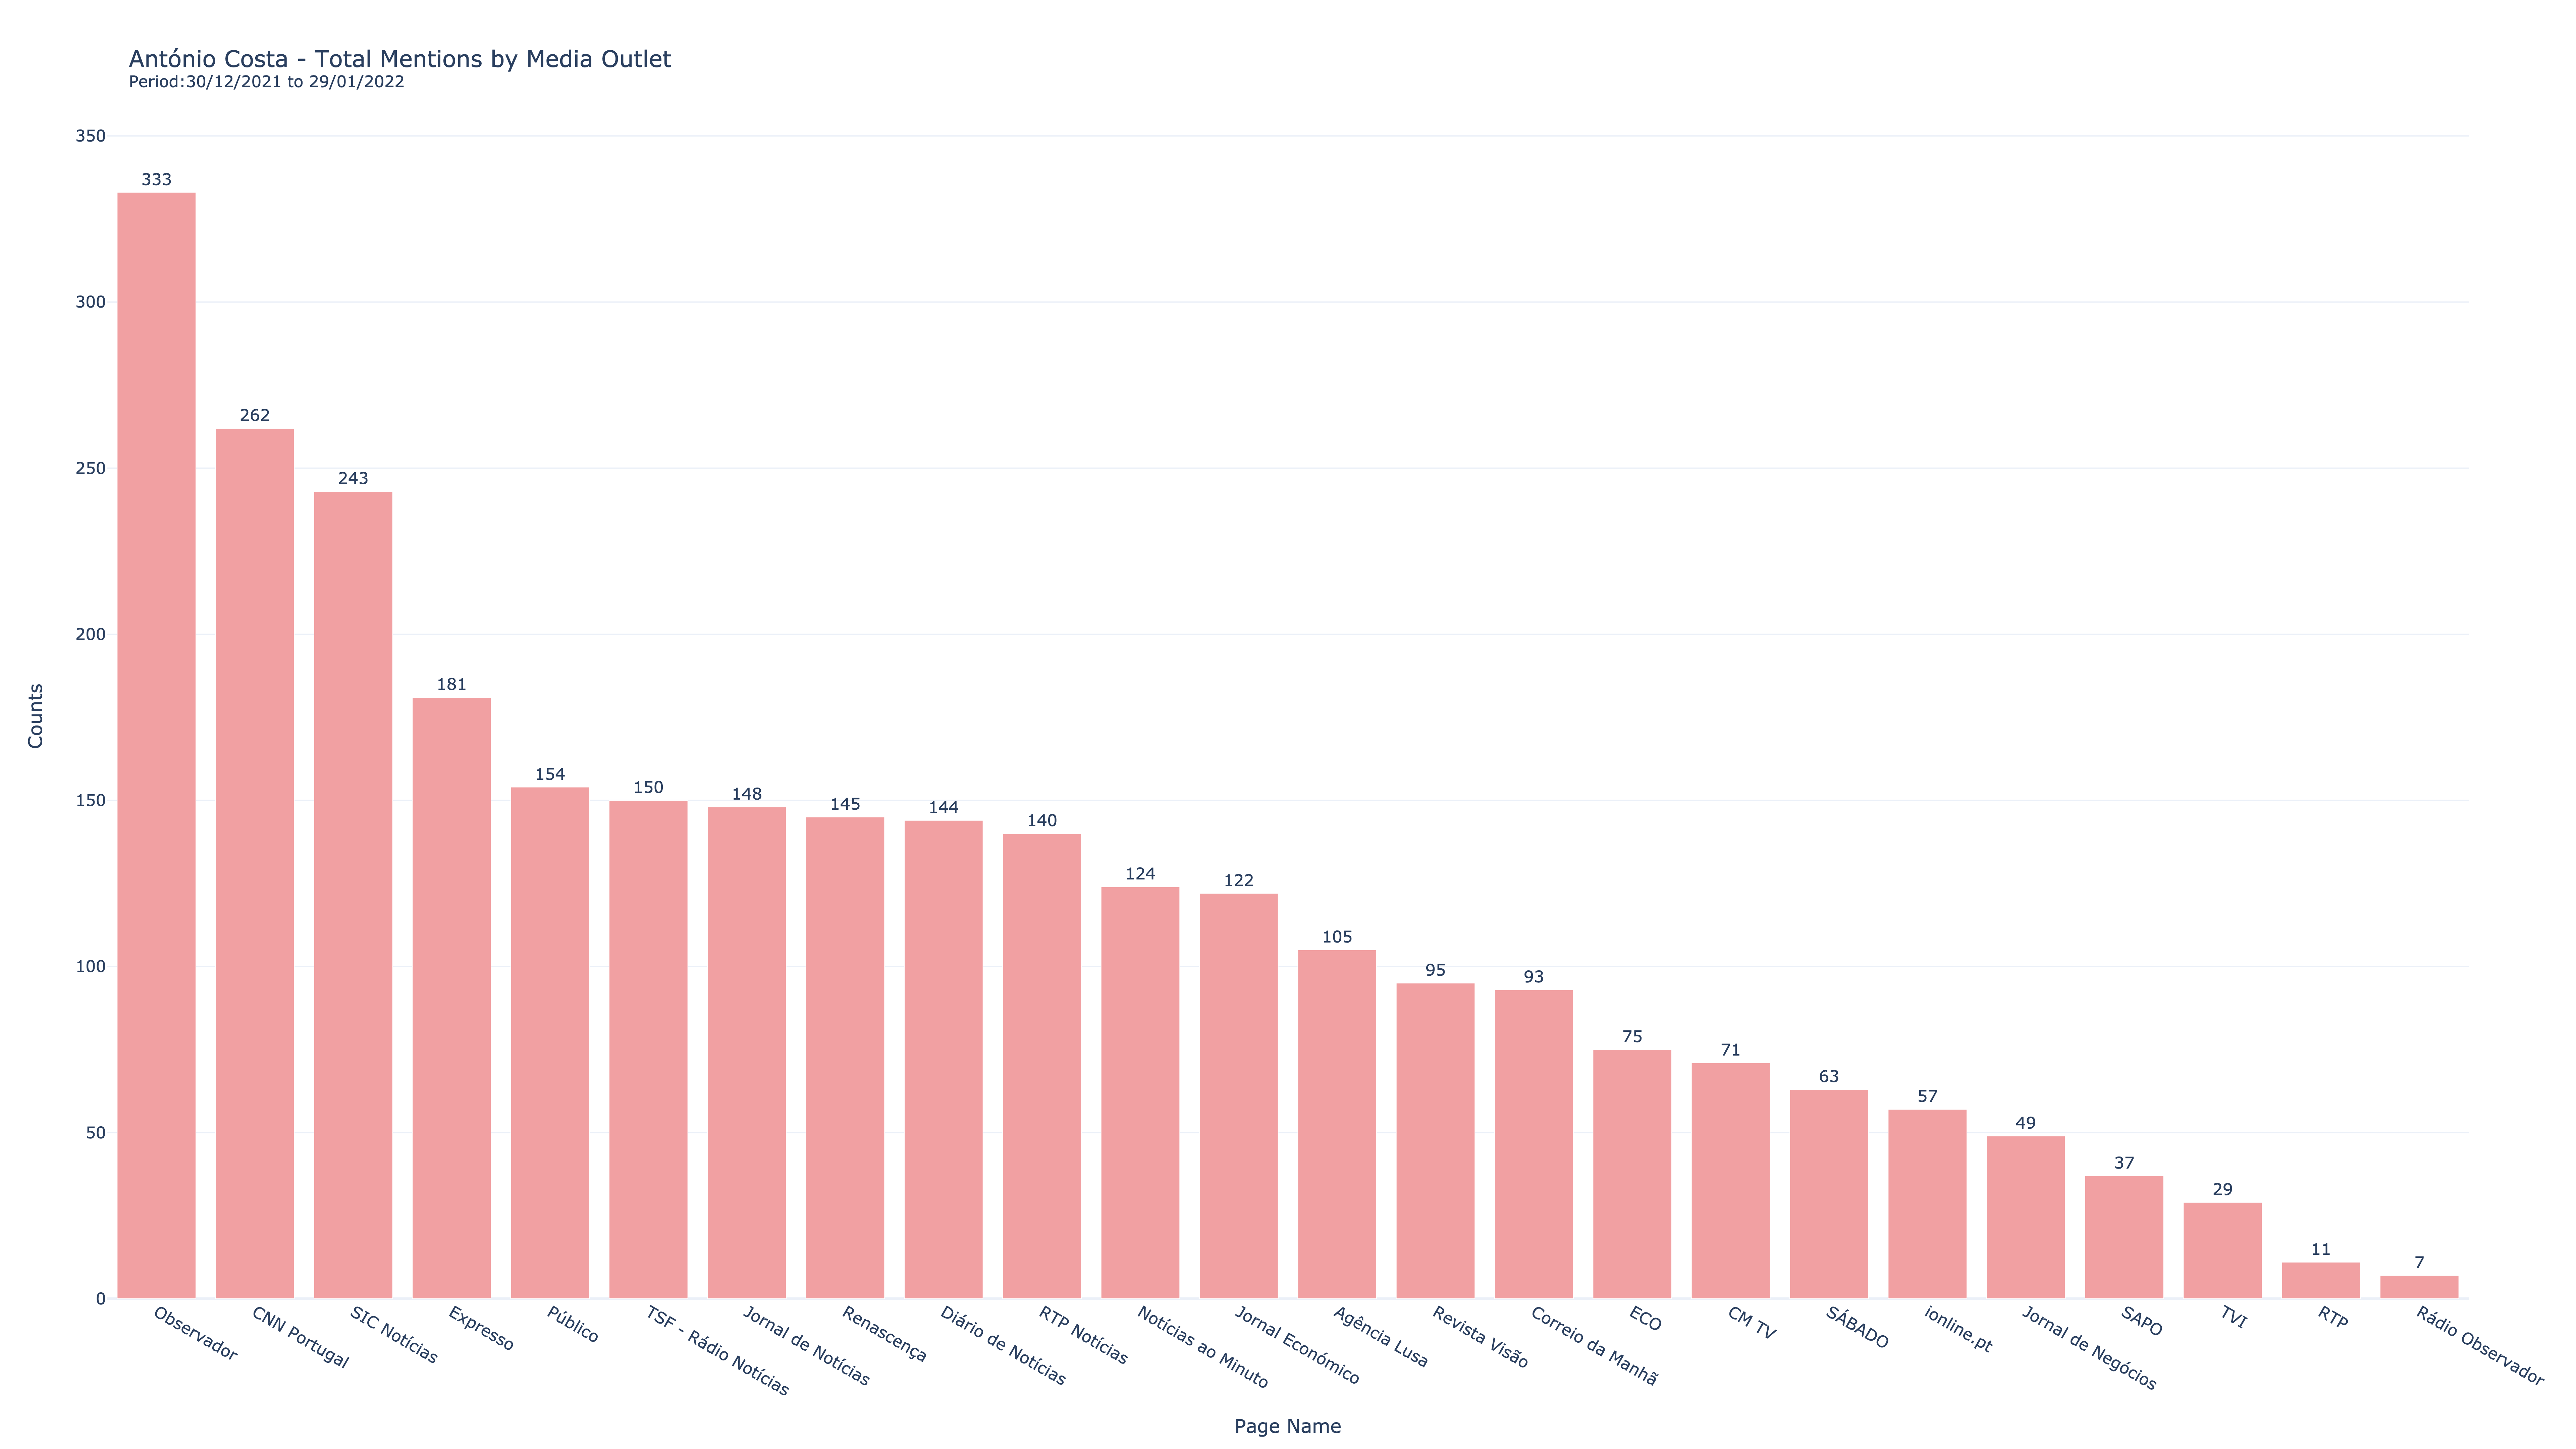 António Costa - Total Mentions by Media Outlet
Period:30/12/2021 to 29/01/2022
350
300
250
200
150
100
50
0
Counts
333
262
243
181
154
150
148
145
144
140
124
122
105
95
93
75
71
63
57
49
37
29
11
7
Observador
CNN Portugal
SIC Notícias
Expresso
Público
TSF - Rádio Notícias
Jornal de Notícias
Renascença
Diário de Notícias
RTP Notícias
Notícias ao Minuto
Jornal Económico
Agência Lusa
Revista Visão
Correio da Manhã
ECO
CM TV
SÁBADO
ionline.pt
Jornal de Negócios
SAPO
TVI
RTP
Rádio Observador
Page Name